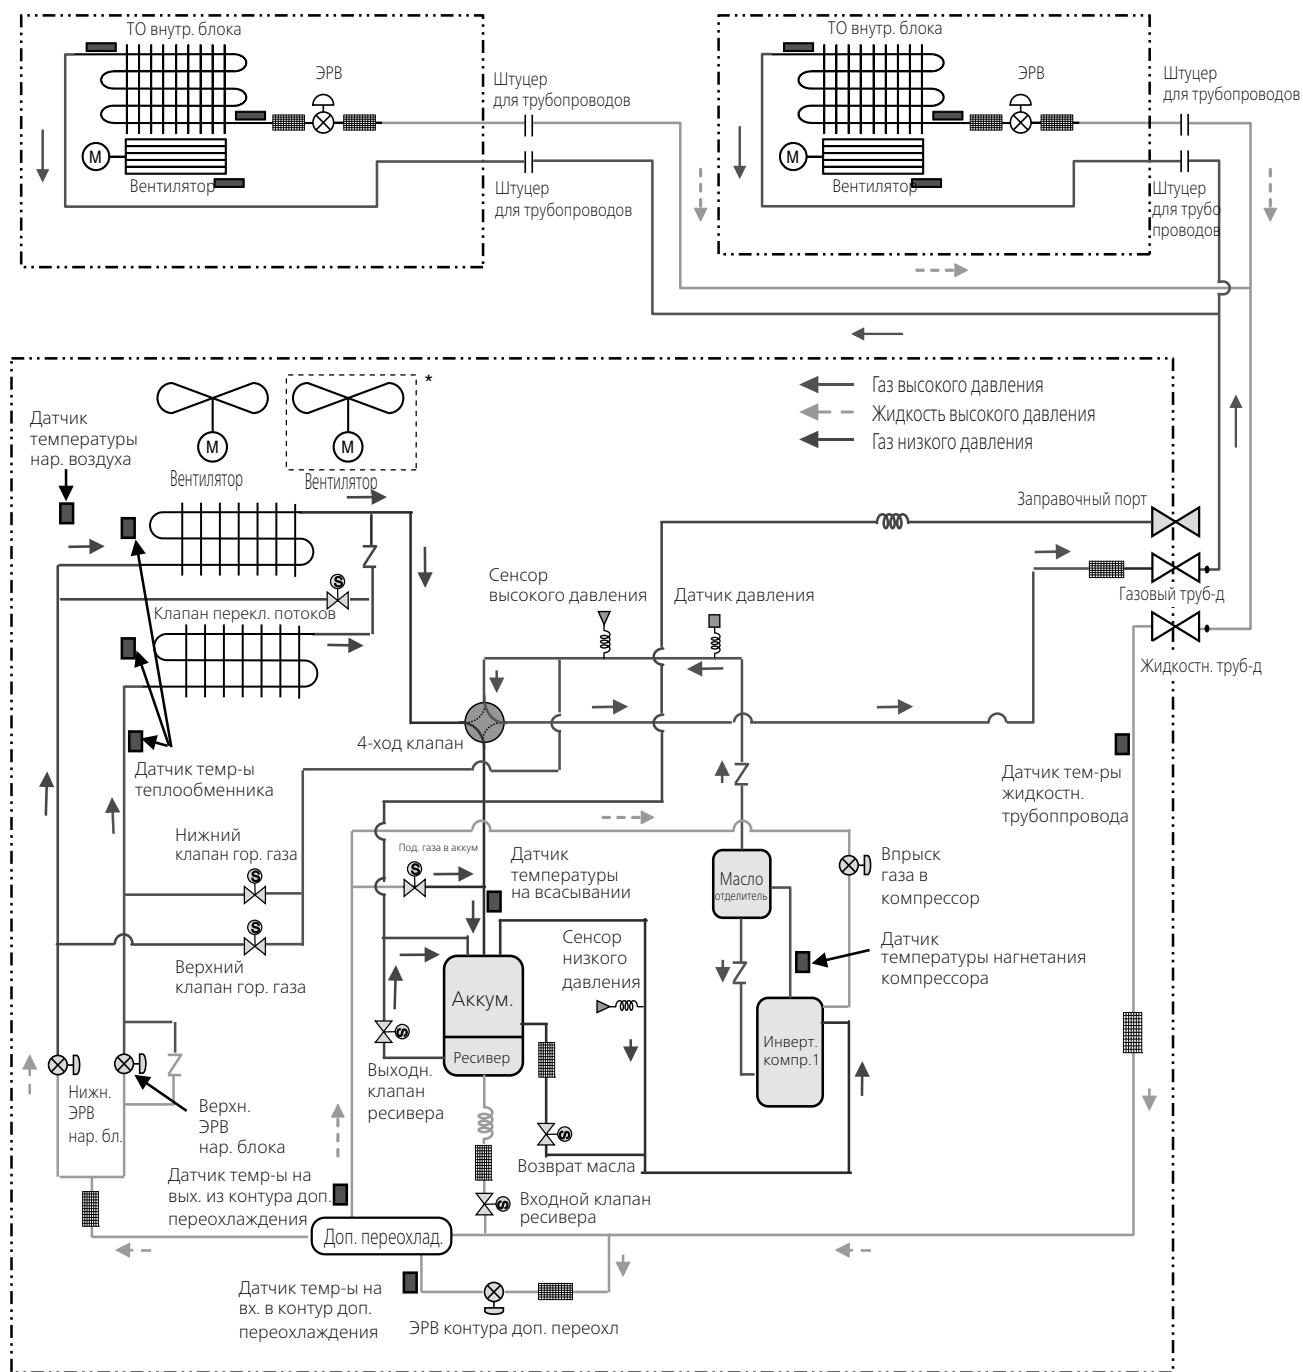 ТО внутр. блока
ЭРВ
Штуцер
для трубопроводов
M
Вентилятор
Штуцер
для трубопроводов
ТО внутр. блока
ЭРВ
Штуцер
для трубопроводов
M
Вентилятор
Штуцер
для трубо
проводов
Газ высокого давления
Жидкость высокого давления
Газ низкого давления
*
Датчик
температуры
нар. воздуха
M
Вентилятор
M
Вентилятор
Заправочный порт
Сенсор
высокого давления
Датчик давления
S
Клапан перекл. потоков
Газовый труб-д
Жидкостн. труб-д
4-ход клапан
Датчик темр-ы
теплообменника
Датчик тем-ры
жидкостн.
трубоппровода
Нижний
клапан гор. газа
S
Под. газа в аккум
S
Датчик
температуры
на всасывании
Масло
отделитель
Впрыск
газа в
компрессор
S
Верхний
клапан гор. газа
Сенсор
низкого
давления
Датчик
температуры нагнетания
компрессора
Аккум.
Ресивер
S
Инверт.
компр.1
Выходн.
клапан
ресивера
Нижн.
ЭРВ
нар. бл.
Верхн.
ЭРВ
нар. блока
S
Возврат масла
Датчик темр-ы на
вых. из контура доп.
переохлаждения
S
Входной клапан
ресивера
Доп. переохлад.
Датчик темр-ы на
вх. в контур доп.
переохлаждения
ЭРВ контура доп. переохл